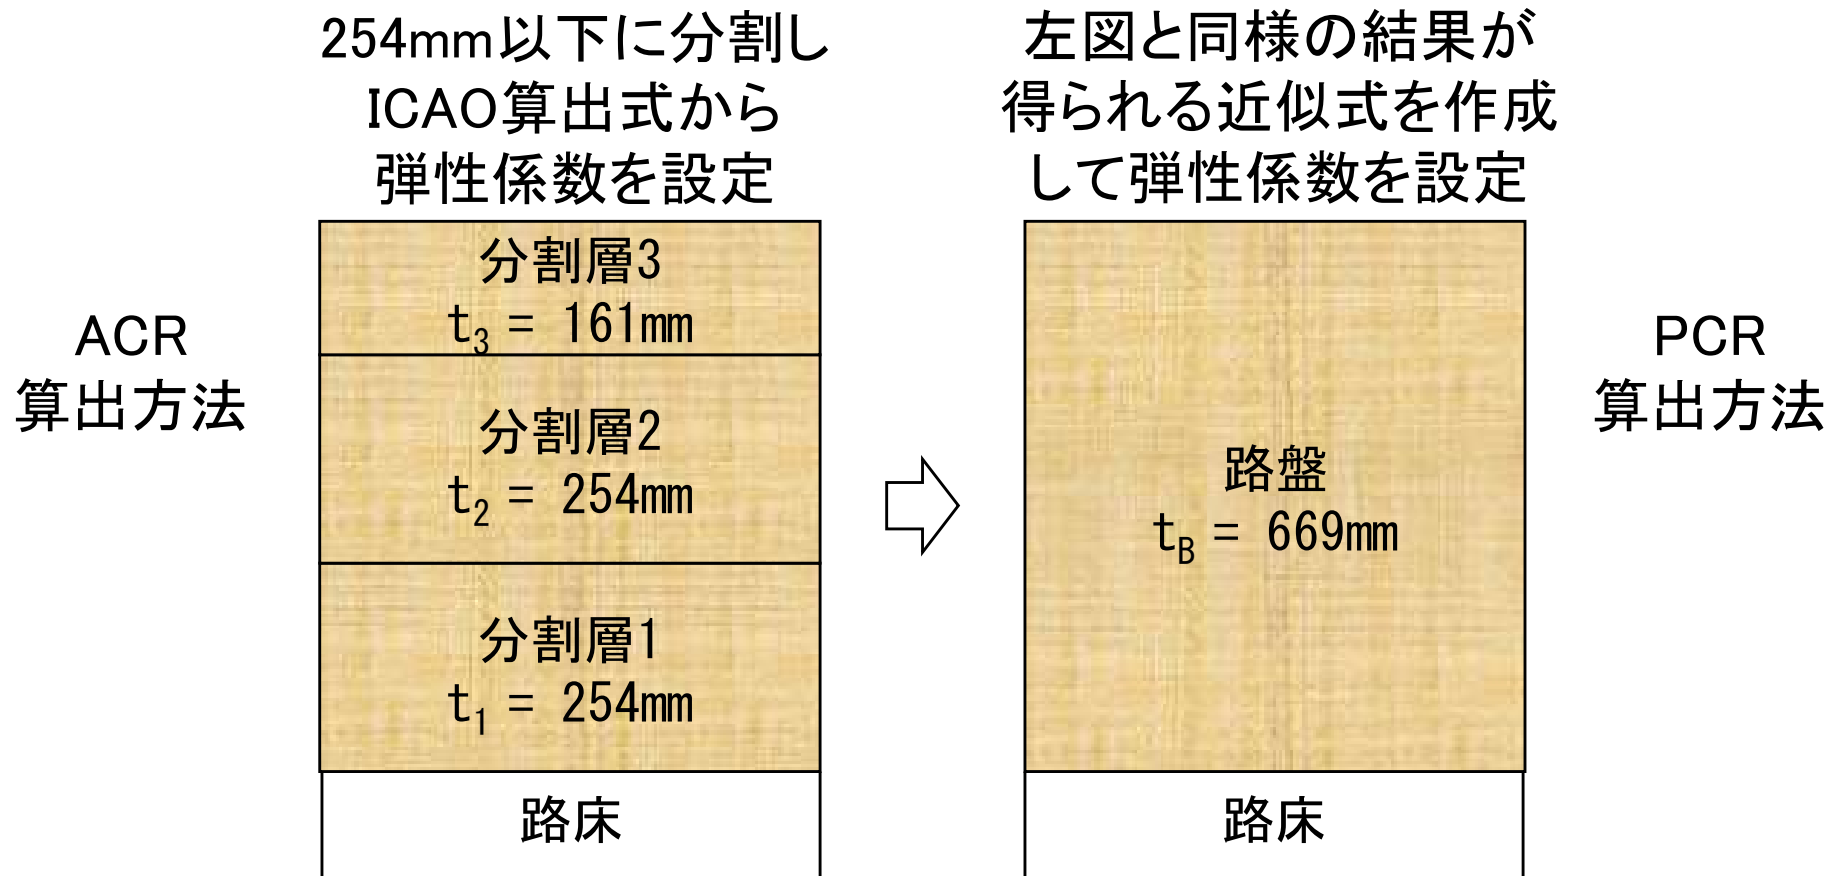 254mm以下に分割し
ICAO算出式から
弾性係数を設定
ACR
算出方法
分割層3
t₃ = 161mm
分割層2
t₂ = 254mm
分割層1
t₁ = 254mm
路床
左図と同様の結果が
得られる近似式を作成
して弾性係数を設定
路盤
t_B = 669mm
路床
PCR
算出方法